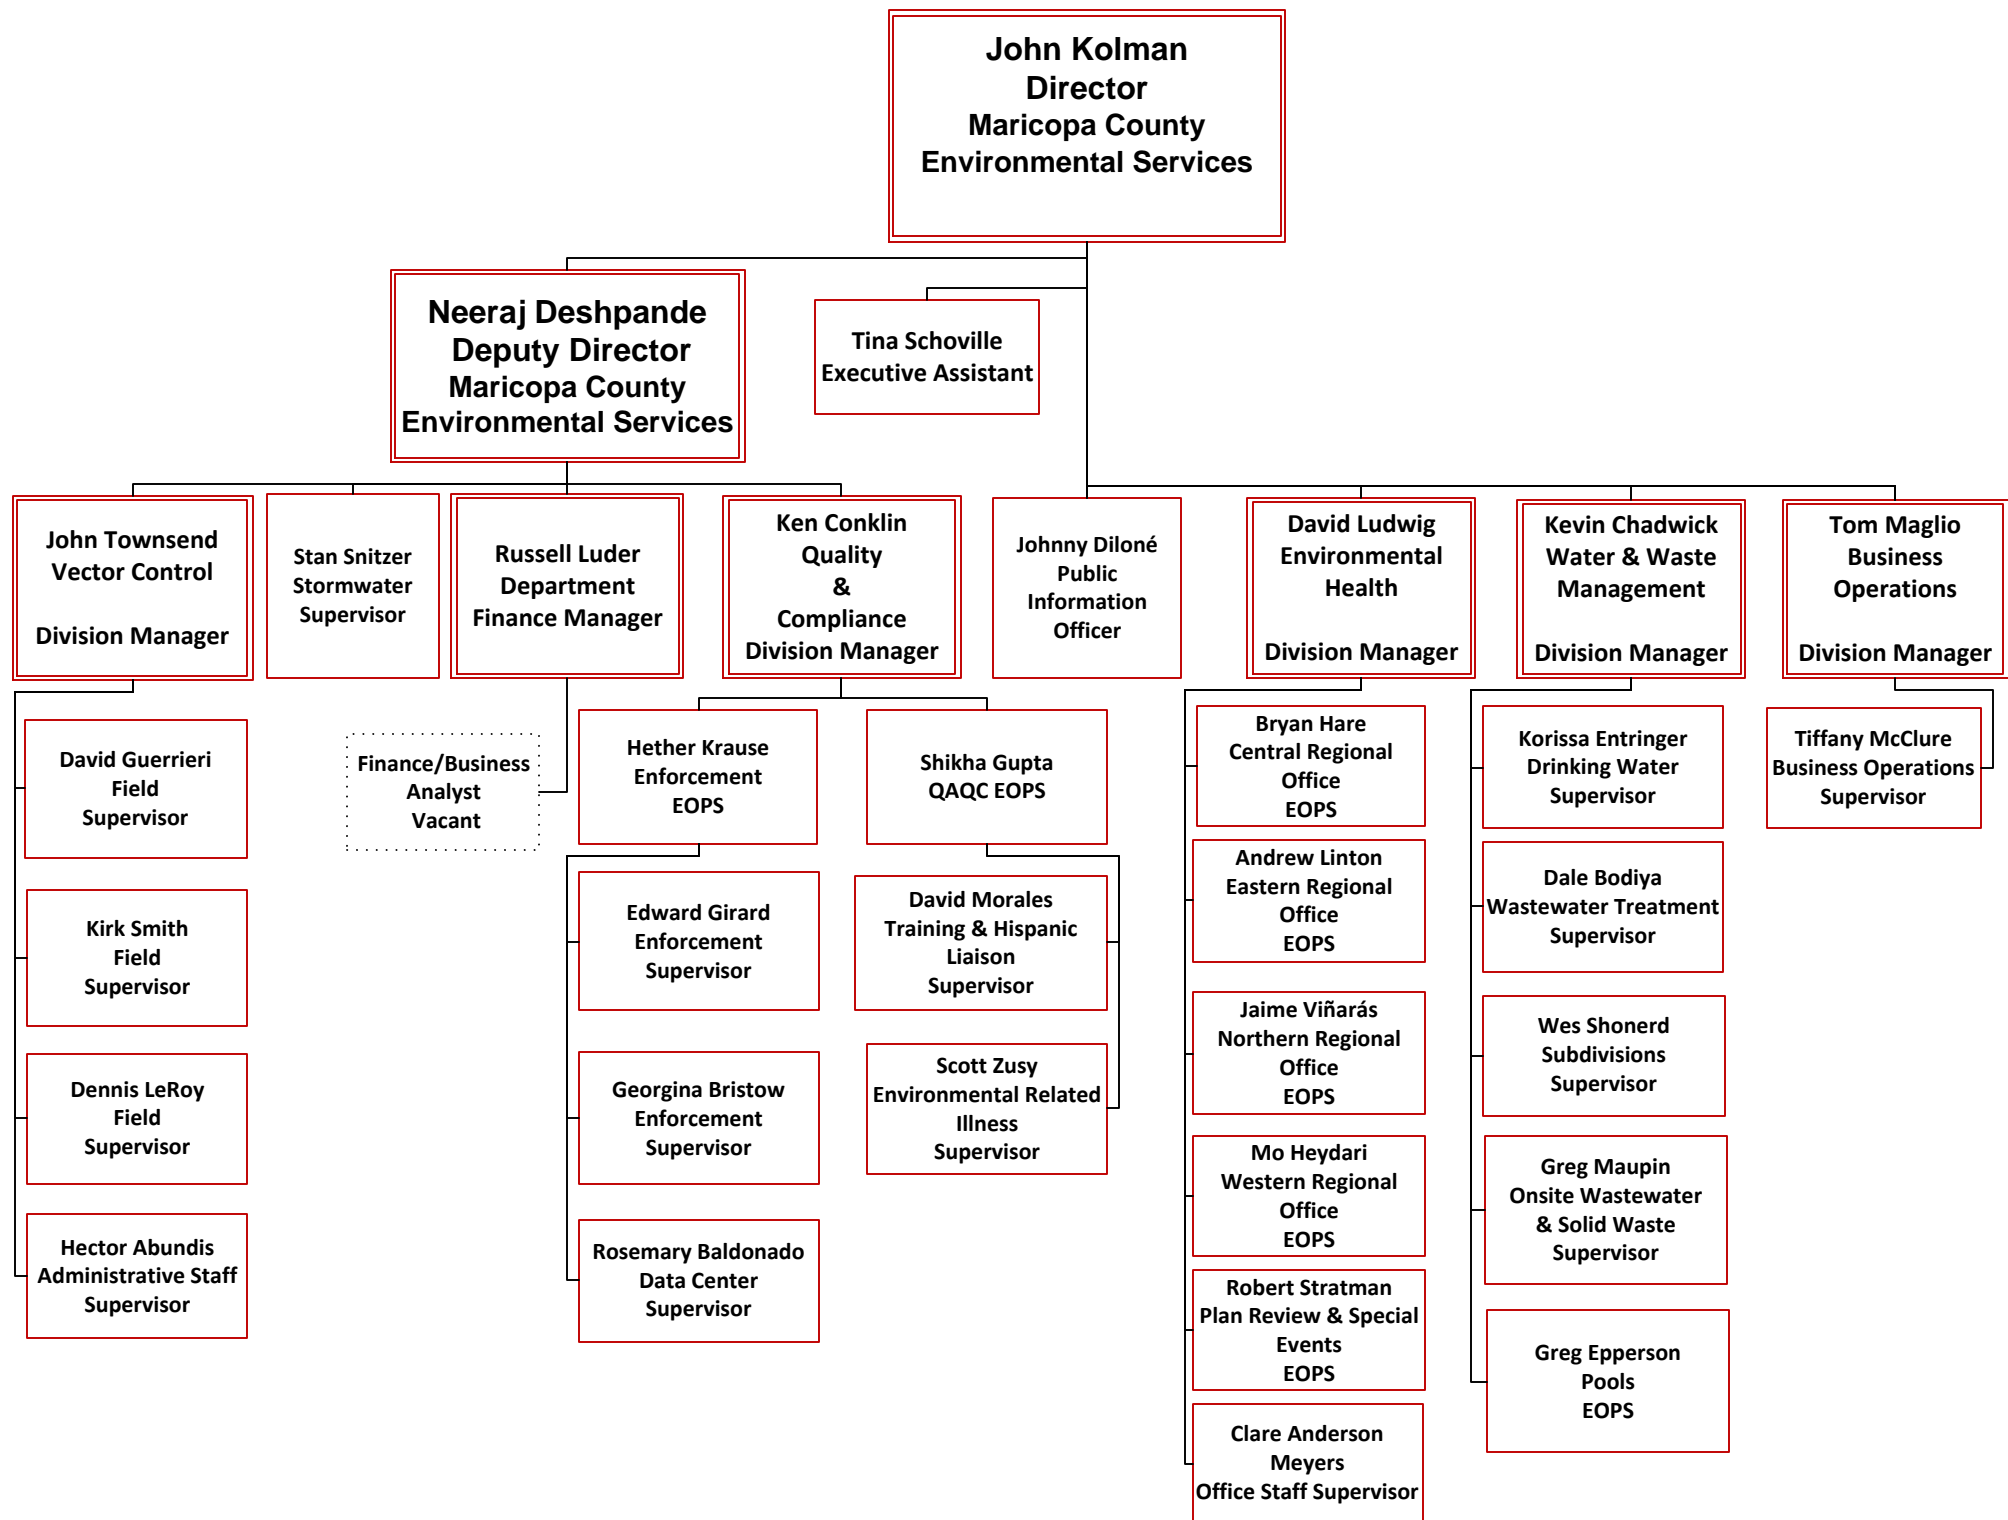 John Kolman
Director
Maricopa County
Environmental Services
Neeraj Deshpande
Deputy Director
Maricopa County
Environmental Services
Tina Schoville
Executive Assistant
John Townsend
Vector Control
Division Manager
Stan Snitzer
Stormwater
Supervisor
Russell Luder
Department
Finance Manager
Ken Conklin
Quality
&
Compliance
Division Manager
Johnny Diloné
Public
Information
Officer
David Ludwig
Environmental
Health
Division Manager
Kevin Chadwick
Water & Waste
Management
Division Manager
Tom Maglio
Business
Operations
Division Manager
David Guerrieri
Field
Supervisor
Kirk Smith
Field
Supervisor
Dennis LeRoy
Field
Supervisor
Hector Abundis
Administrative Staff
Supervisor
Finance/Business
Analyst
Vacant
Hether Krause
Enforcement
EOPS
Edward Girard
Enforcement
Supervisor
Georgina Bristow
Enforcement
Supervisor
Rosemary Baldonado
Data Center
Supervisor
Shikha Gupta
QAQC EOPS
David Morales
Training & Hispanic
Liaison
Supervisor
Scott Zusy
Environmental Related
Illness
Supervisor
Bryan Hare
Central Regional
Office
EOPS
Andrew Linton
Eastern Regional
Office
EOPS
Jaime Viñarás
Northern Regional
Office
EOPS
Mo Heydari
Western Regional
Office
EOPS
Robert Stratman
Plan Review & Special
Events
EOPS
Clare Anderson
Meyers
Office Staff Supervisor
Korissa Entringer
Drinking Water
Supervisor
Dale Bodiya
Wastewater Treatment
Supervisor
Wes Shonerd
Subdivisions
Supervisor
Greg Maupin
Onsite Wastewater
& Solid Waste
Supervisor
Greg Epperson
Pools
EOPS
Tiffany McClure
Business Operations
Supervisor